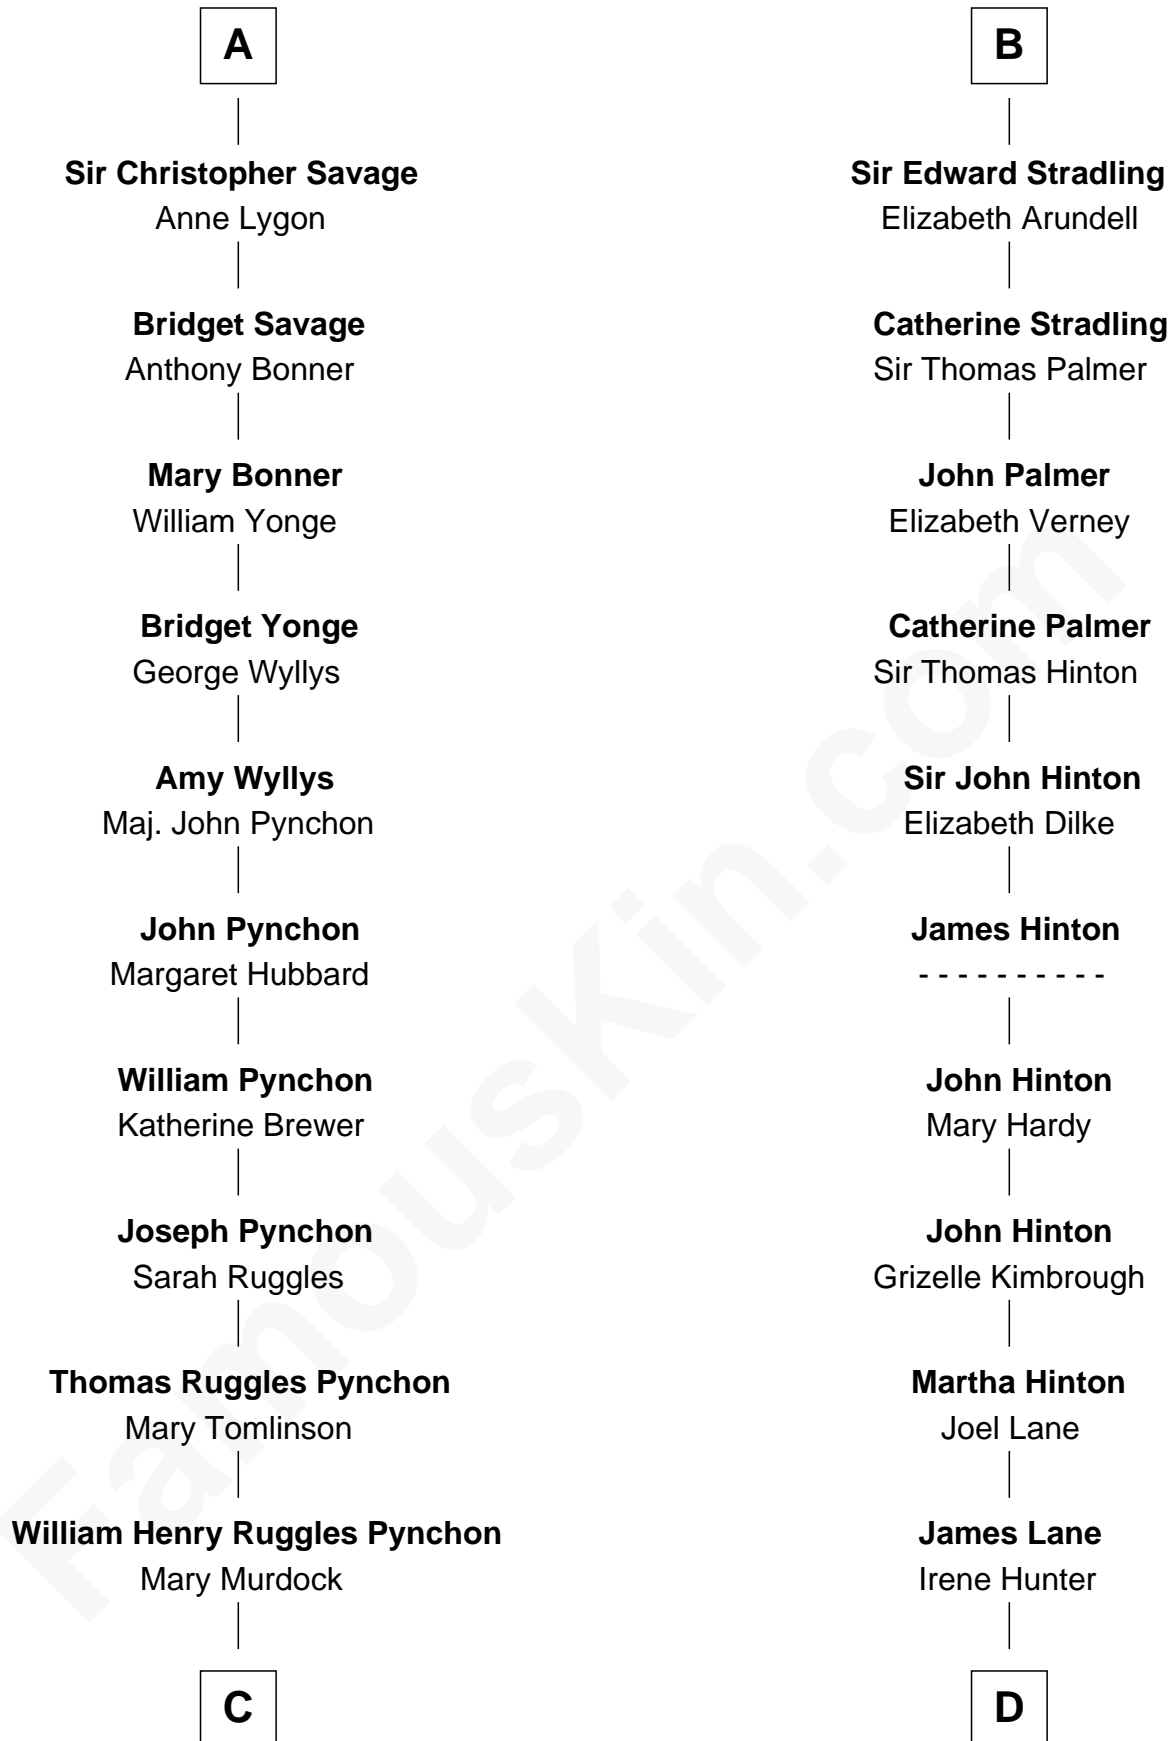 A
Sir Christopher Savage
Anne Lygon
Bridget Savage
Anthony Bonner
Mary Bonner
William Yonge
Bridget Yonge
George Wyllys
Amy Wyllys
Maj. John Pynchon
John Pynchon
Margaret Hubbard
William Pynchon
Katherine Brewer
Joseph Pynchon
Sarah Ruggles
Thomas Ruggles Pynchon
Mary Tomlinson
William Henry Ruggles Pynchon
Mary Murdock
C
B
Sir Edward Stradling
Elizabeth Arundell
Catherine Stradling
Sir Thomas Palmer
John Palmer
Elizabeth Verney
Catherine Palmer
Sir Thomas Hinton
Sir John Hinton
Elizabeth Dilke
James Hinton
- - - - - - - - - -
John Hinton
Mary Hardy
John Hinton
Grizelle Kimbrough
Martha Hinton
Joel Lane
James Lane
Irene Hunter
D
FamousKin.com